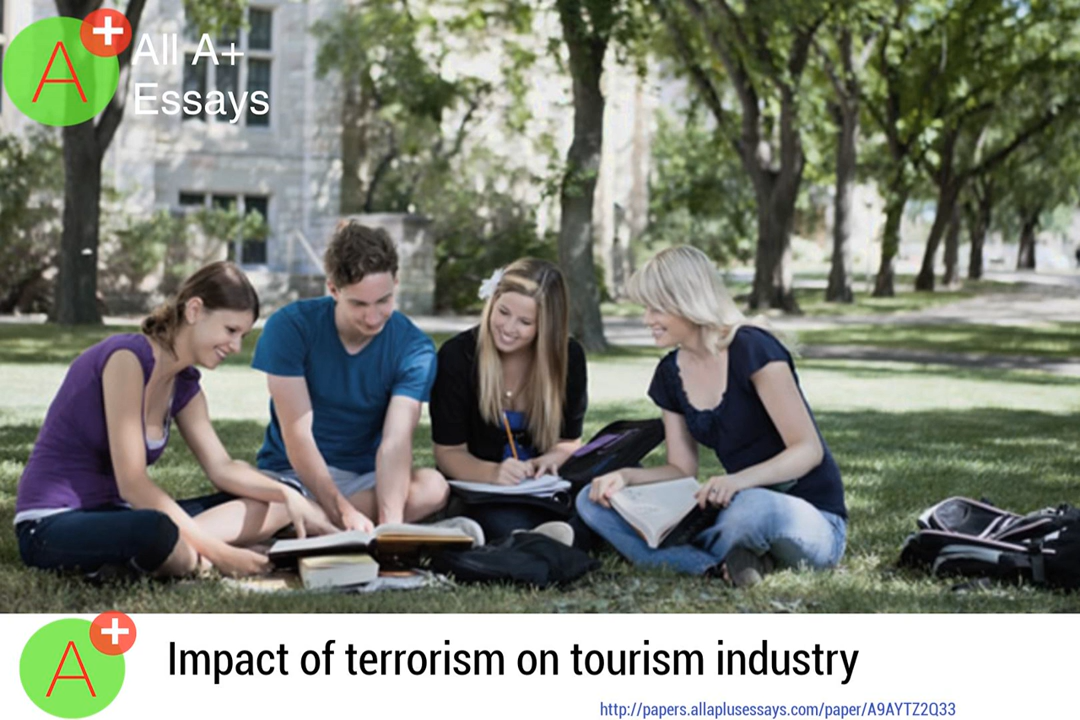 A+
All A+
Essays
A+
Impact of terrorism on tourism industry
http://papers.allaplusessays.com/paper/A9AYTZ2Q33